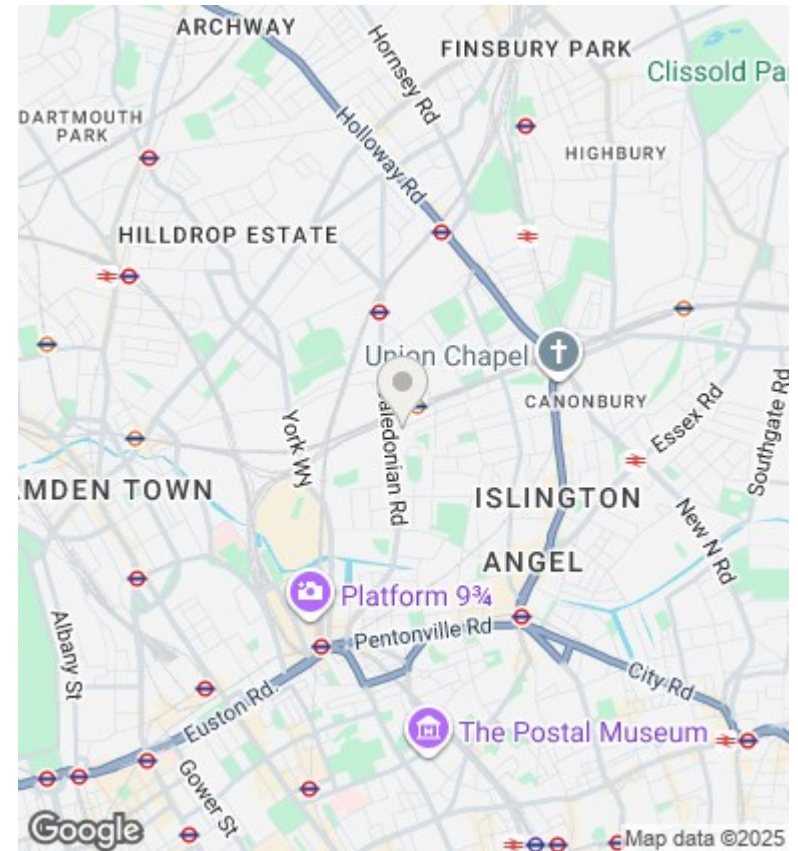 ARCHWAY
Hornsey Rd
FINSBURY PARK
Clissold Pa
DARTMOUTH
PARK
Holloway Rd
HIGHBURY
HILLDROP ESTATE
Union Chapel
CANONBURY
York WN
aledonian Rd
Essex Rd
Southgate Rd
MDEN TOWN
ISLINGTON
New N Rd
ANGEL
Platform 9¾
Albany St
Pentonville Rd
City Rd
Euston Rd
The Postal Museum
Gower St
Google
Map data ©2025